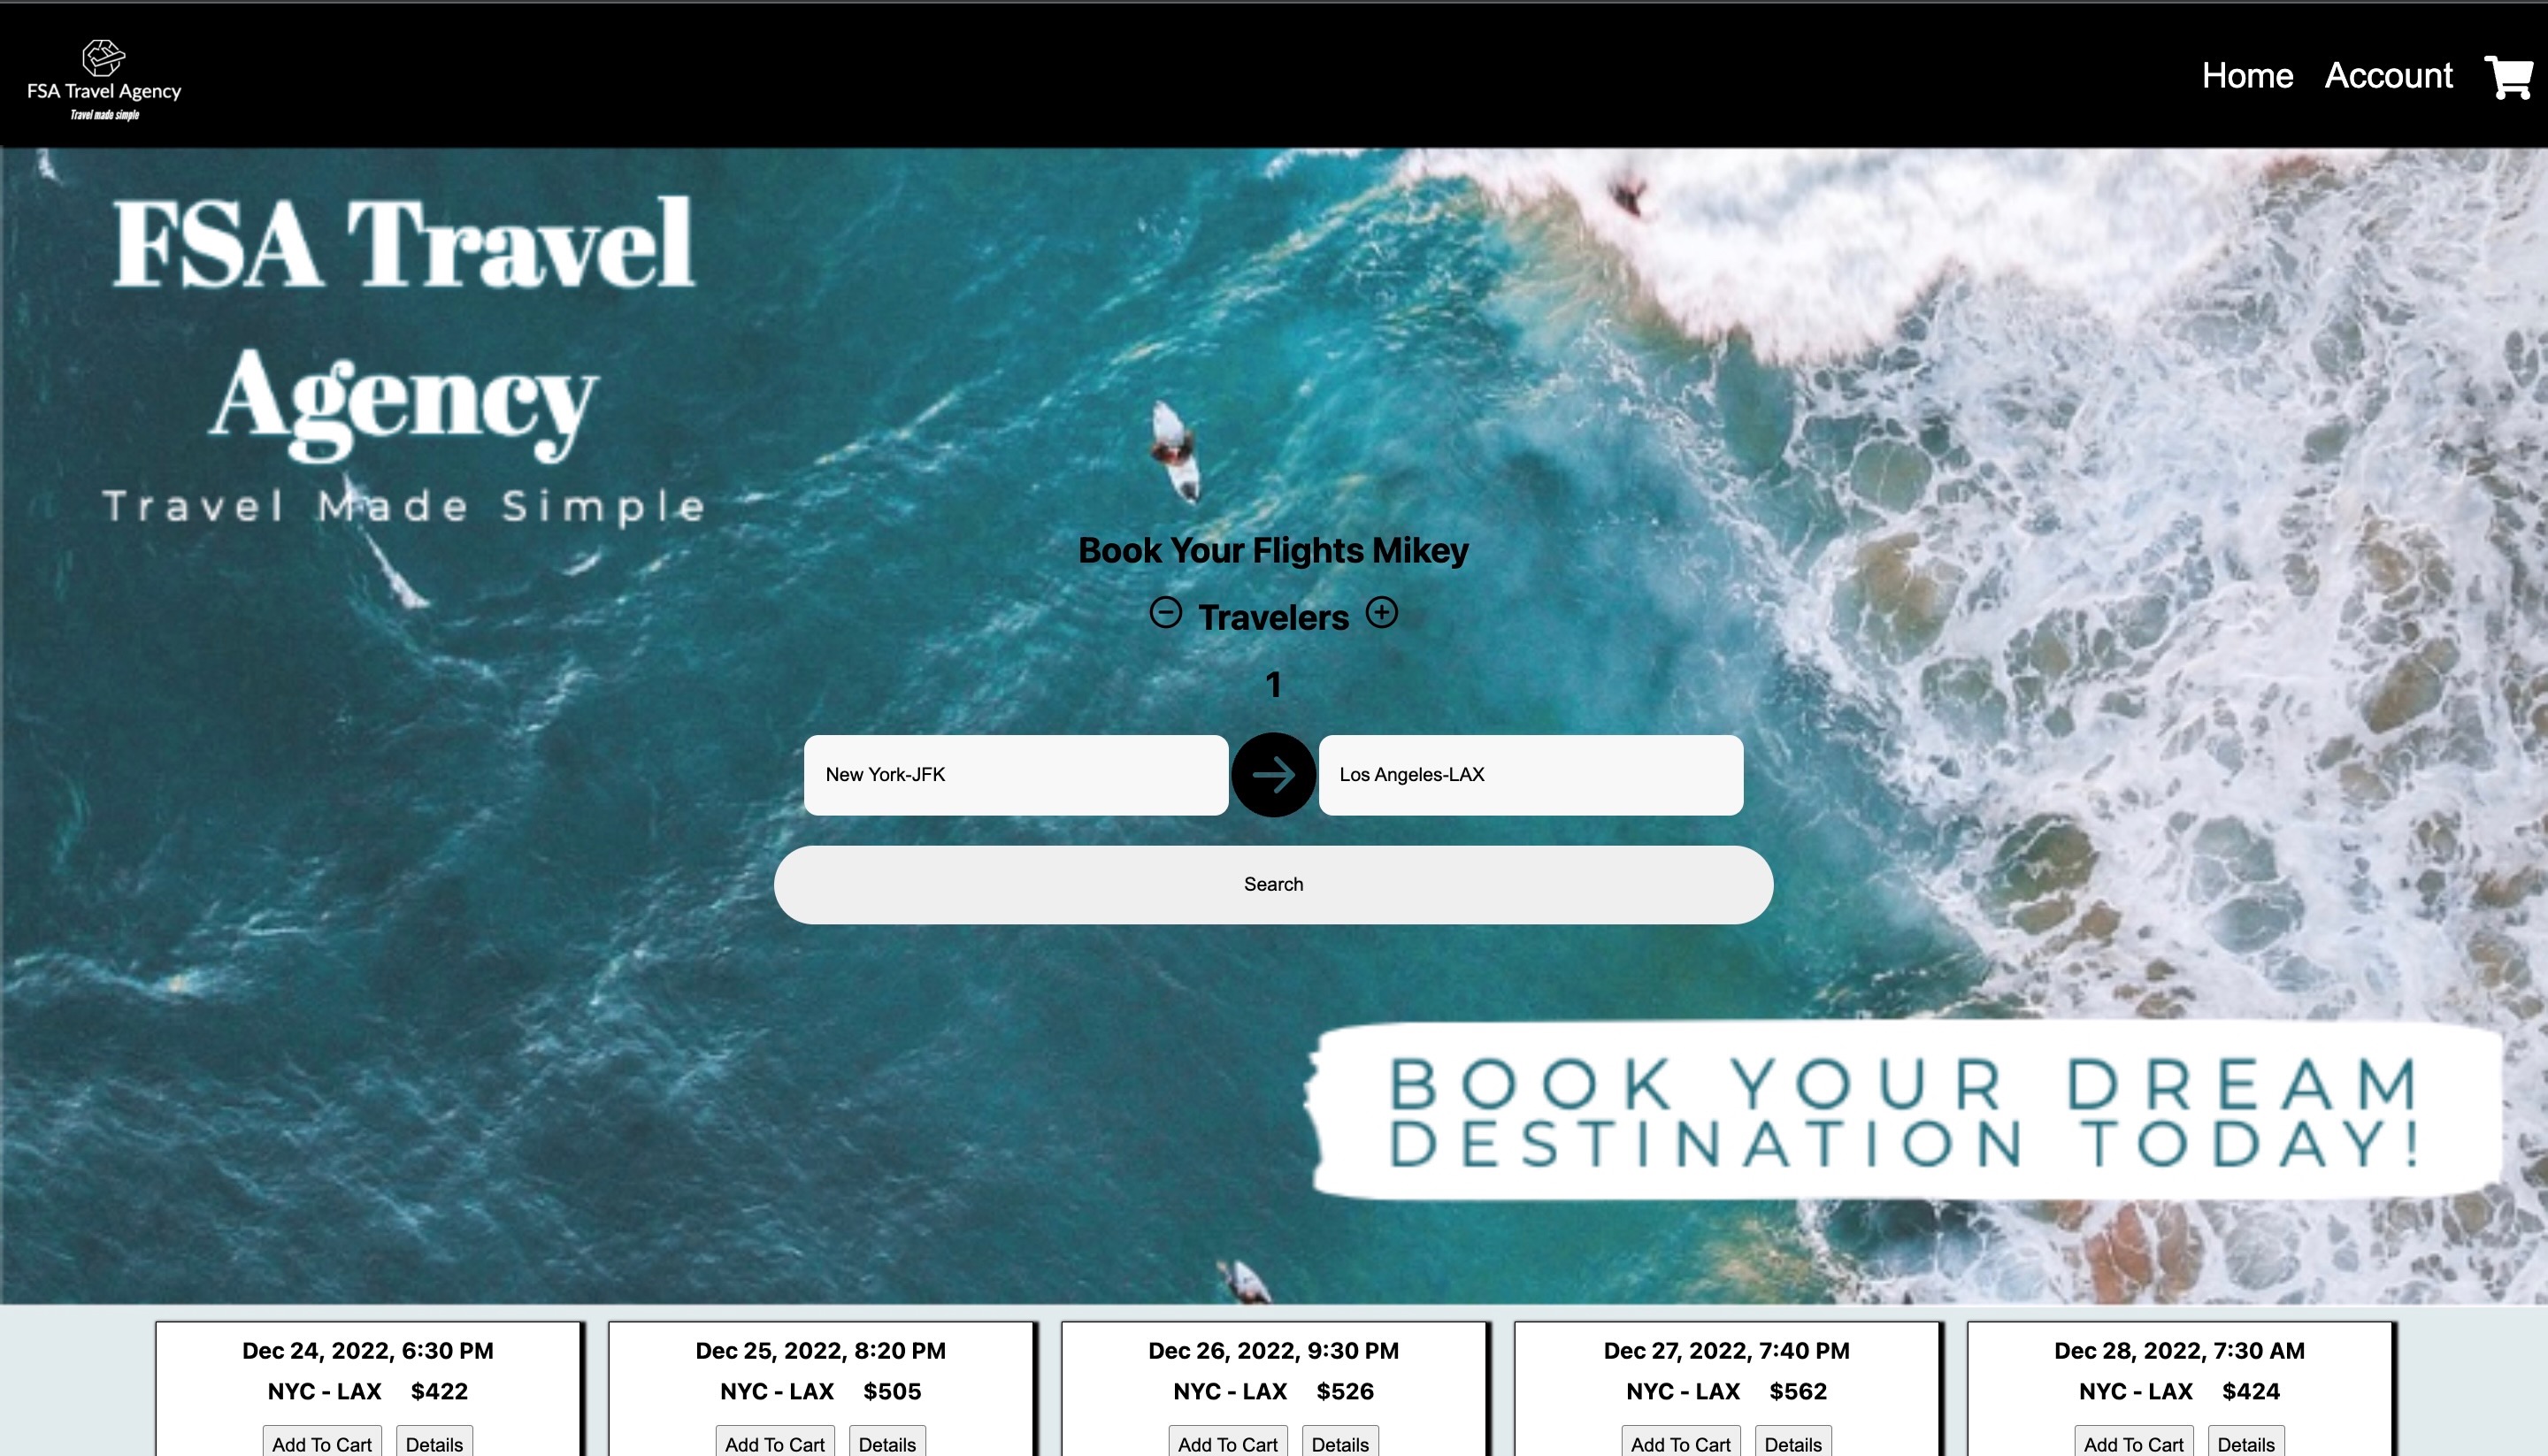 FSA Travel Agency
Travel made simple
Home Account
FSA Travel
Agency
Travel Made Simple
Book Your Flights Mikey
Travelers
1
New York-JFK
Los Angeles-LAX
Search
BOOK YOUR DREAM
DESTINATION TODAY!
Dec 24, 2022, 6:30 PM
NYC - LAX $422
Add To Cart Details
Dec 25, 2022, 8:20 PM
NYC - LAX $505
Add To Cart Details
Dec 26, 2022, 9:30 PM
NYC - LAX $526
Add To Cart Details
Dec 27, 2022, 7:40 PM
NYC - LAX $562
Add To Cart Details
Dec 28, 2022, 7:30 AM
NYC - LAX $424
Add To Cart Details